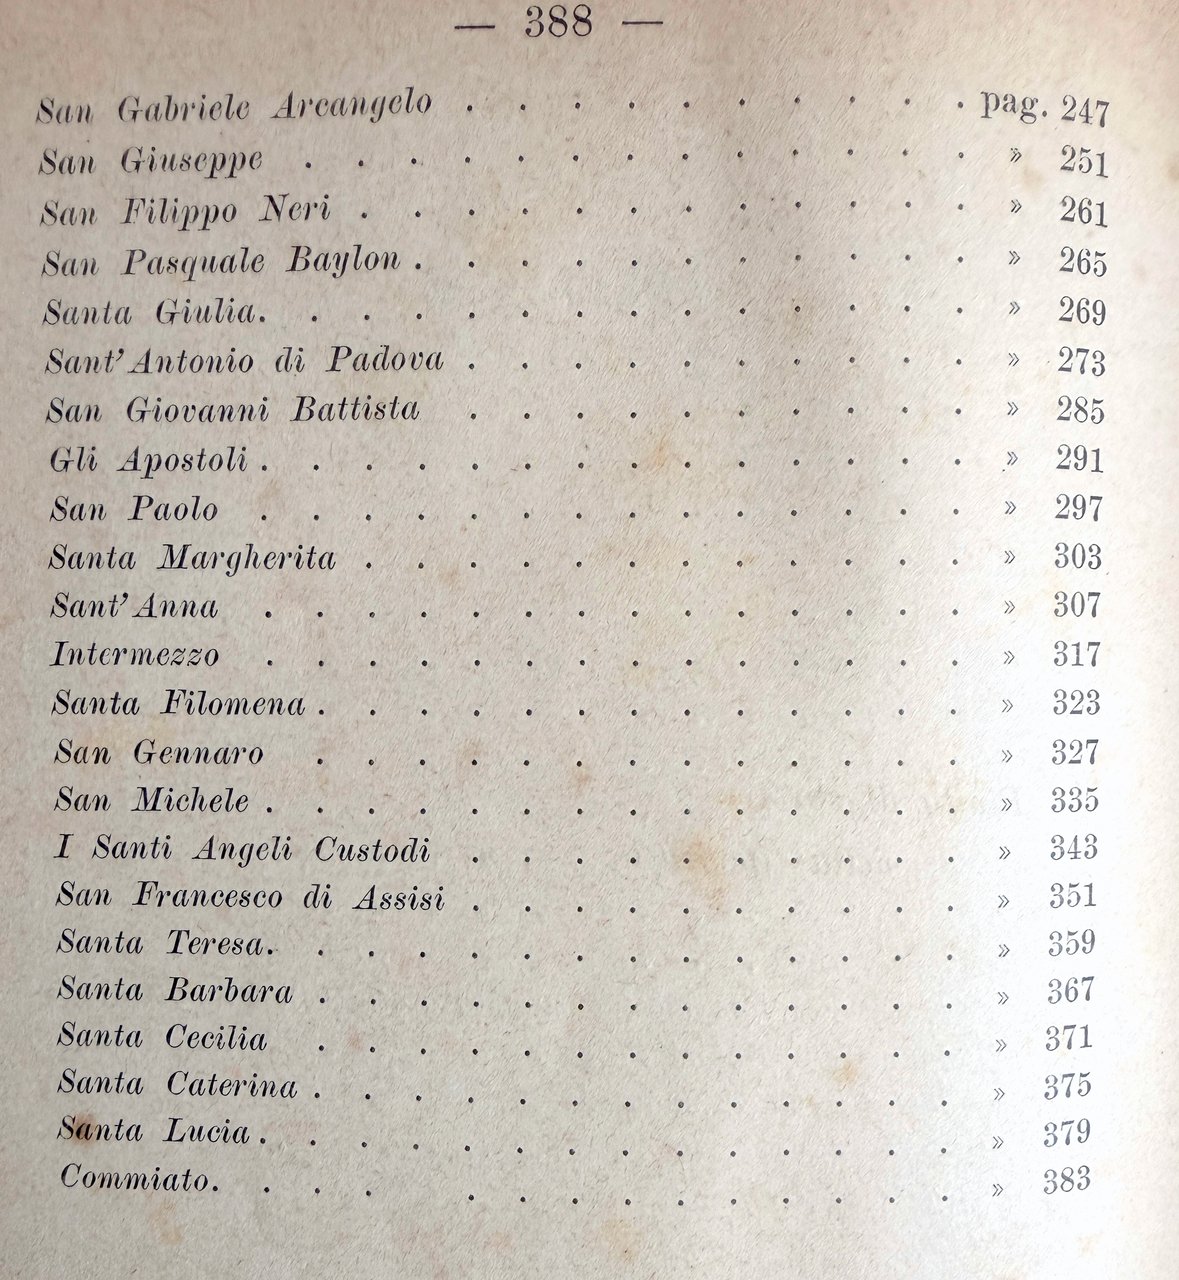 — 388 —
San Gabriele Arcangelo . . . . . . . . . . pag. 247
San Giuseppe . . . . . . . . . . . . . » 251
San Filippo Neri . . . . . . . . . . . . » 261
San Pasquale Baylon . . . . . . . . . . . » 265
Santa Giulia. . . . . . . . . . . . . . » 269
Sant'Antonio di Padova . . . . . . . . . . » 273
San Giovanni Battista . . . . . . . . . . » 285
Gli Apostoli . . . . . . . . . . . . . . » 291
San Paolo . . . . . . . . . . . . . . » 297
Santa Margherita . . . . . . . . . . . . » 303
Sant'Anna . . . . . . . . . . . . . . » 307
Intermezzo . . . . . . . . . . . . . . » 317
Santa Filomena . . . . . . . . . . . . . » 323
San Gennaro . . . . . . . . . . . . . » 327
San Michele . . . . . . . . . . . . . . » 335
I Santi Angeli Custodi . . . . . . . . . . » 343
San Francesco di Assisi . . . . . . . . . . » 351
Santa Teresa. . . . . . . . . . . . . . » 359
Santa Barbara . . . . . . . . . . . . . » 367
Santa Cecilia . . . . . . . . . . . . . » 371
Santa Caterina . . . . . . . . . . . . . » 375
Santa Lucia . . . . . . . . . . . . . . » 379
Commiato. . . . . . . . . . . . . . » 383